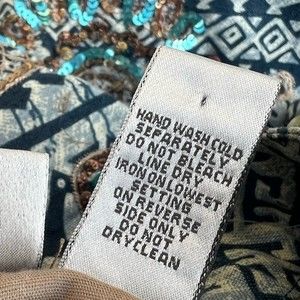 HAND WASH COLD
SEPARATELY
DO NOT BLEACH
LINE DRY
IRON ON LOWEST
SETTING
ON REVERSE
SIDE ONLY
DO NOT
DRYCLEAN